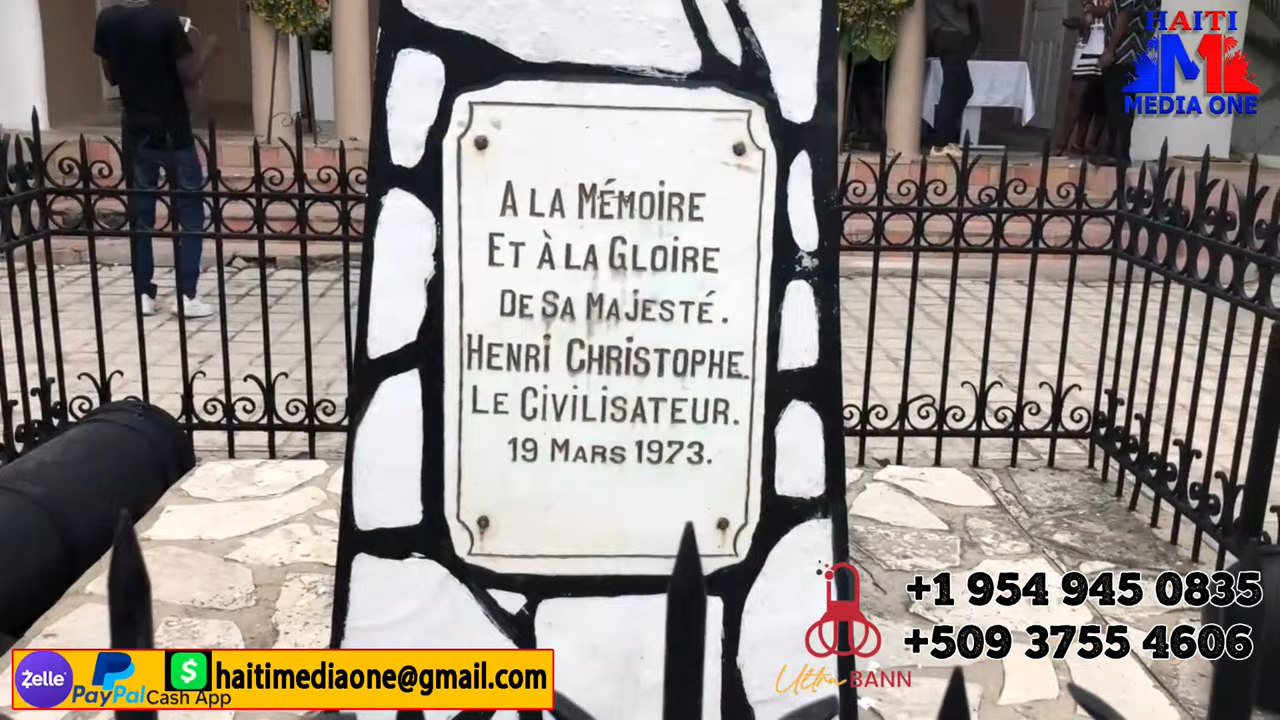 HAITI
M
MEDIA ONE
A LA MÉMOIRE
ET À LA GLOIRE
DE SA MAJESTÉ.
HENRI CHRISTOPHE.
LE CIVILISATEUR.
19 MARS 1973.
+1 954 945 0835
+509 3755 4606
Ultra BANN
Zelle
PayPal
$
Cash App
haitimediaone@gmail.com